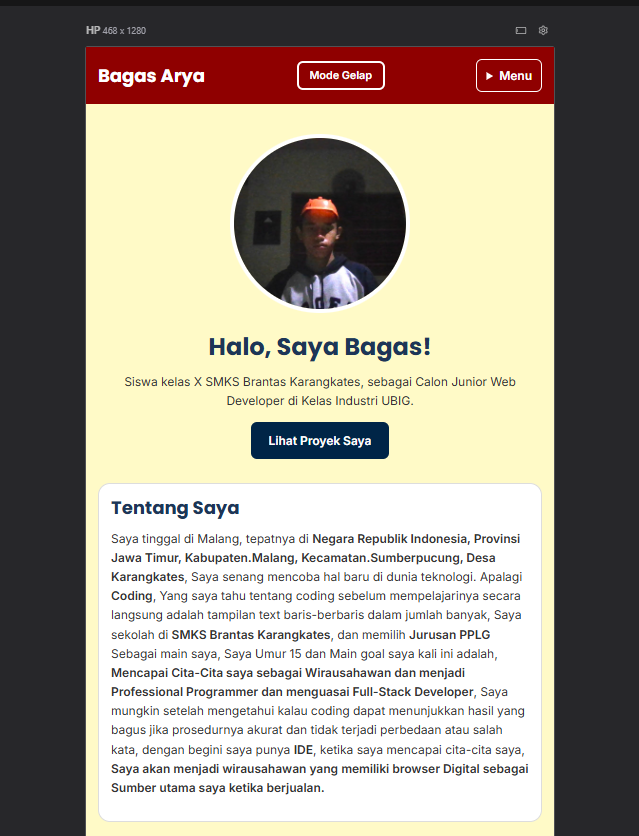 HP 468 x 1280
Bagas Arya
Mode Gelap
Menu
Halo, Saya Bagas!
Siswa kelas X SMKS Brantas Karangkates, sebagai Calon Junior Web
Developer di Kelas Industri UBIG.
Lihat Proyek Saya
Tentang Saya
Saya tinggal di Malang, tepatnya di Negara Republik Indonesia, Provinsi
Jawa Timur, Kabupaten.Malang, Kecamatan.Sumberpucung, Desa
Karangkates, Saya senang mencoba hal baru di dunia teknologi. Apalagi
Coding, Yang saya tahu tentang coding sebelum mempelajarinya secara
langsung adalah tampilan text baris-berbaris dalam jumlah banyak, Saya
sekolah di SMKS Brantas Karangkates, dan memilih Jurusan PPLG
Sebagai main saya, Saya Umur 15 dan Main goal saya kali ini adalah,
Mencapai Cita-Cita saya sebagai Wirausahawan dan menjadi
Professional Programmer dan menguasai Full-Stack Developer, Saya
mungkin setelah mengetahui kalau coding dapat menunjukkan hasil yang
bagus jika prosedurnya akurat dan tidak terjadi perbedaan atau salah
kata, dengan begini saya punya IDE, ketika saya mencapai cita-cita saya,
Saya akan menjadi wirausahawan yang memiliki browser Digital sebagai
Sumber utama saya ketika berjualan.